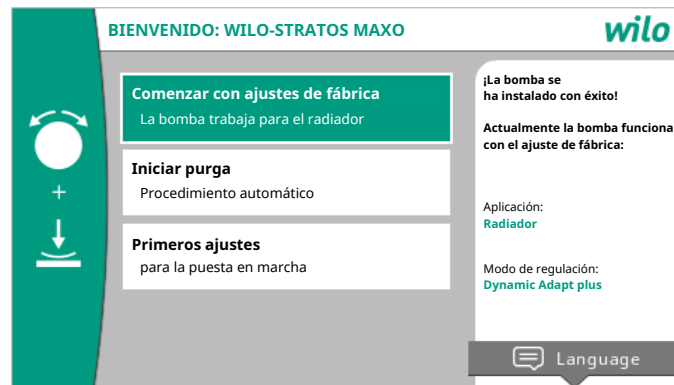 BIENVENIDO: WILO-STRATOS MAXO
wilo
Comenzar con ajustes de fábrica
La bomba trabaja para el radiador
Iniciar purga
Procedimiento automático
Primeros ajustes
para la puesta en marcha
+
¡La bomba se
ha instalado con éxito!
Actualmente la bomba funciona
con el ajuste de fábrica:
Aplicación:
Radiador
Modo de regulación:
Dynamic Adapt plus
Language